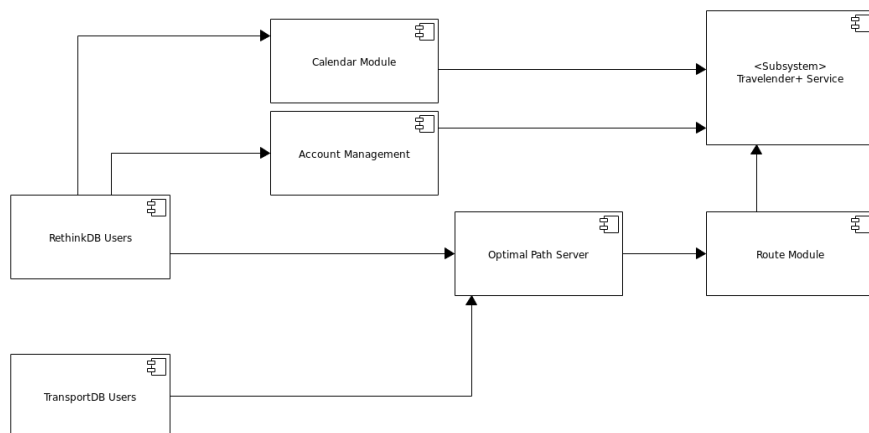 Calendar Module
<Subsystem>
Travelender+ Service
Account Management
RethinkDB Users
Optimal Path Server
Route Module
TransportDB Users